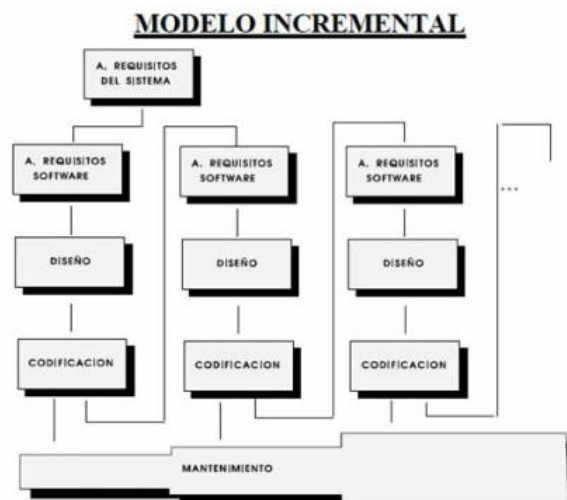 MODELO INCREMENTAL
A. REQUISITOS
DEL SISTEMA
A. REQUISITOS
SOFTWARE
A. REQUISITOS
SOFTWARE
A. REQUISITOS
SOFTWARE
...
DISEÑO
DISEÑO
DISEÑO
CODIFICACION
CODIFICACION
CODIFICACION
MANTENIMIENTO